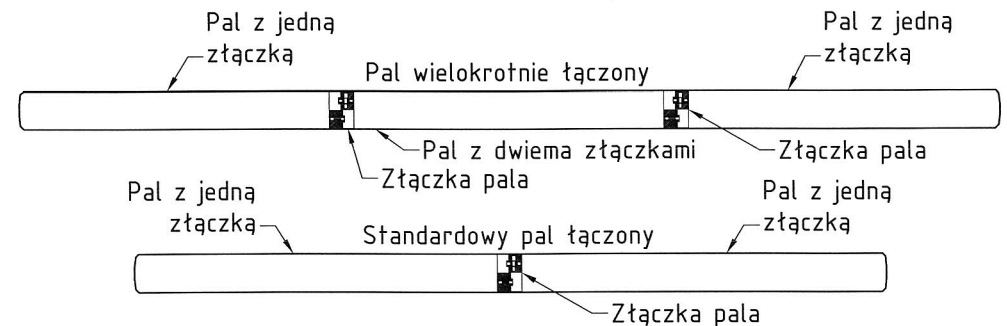 Pal z jedną
złączką
Pal z jedną
złączką
Pal wielokrotnie łączony
Pal z dwiema złączkami
Złączka pala
Złączka pala
Pal z jedną
złączką
Pal z jedną
złączką
Standardowy pal łączony
Złączka pala